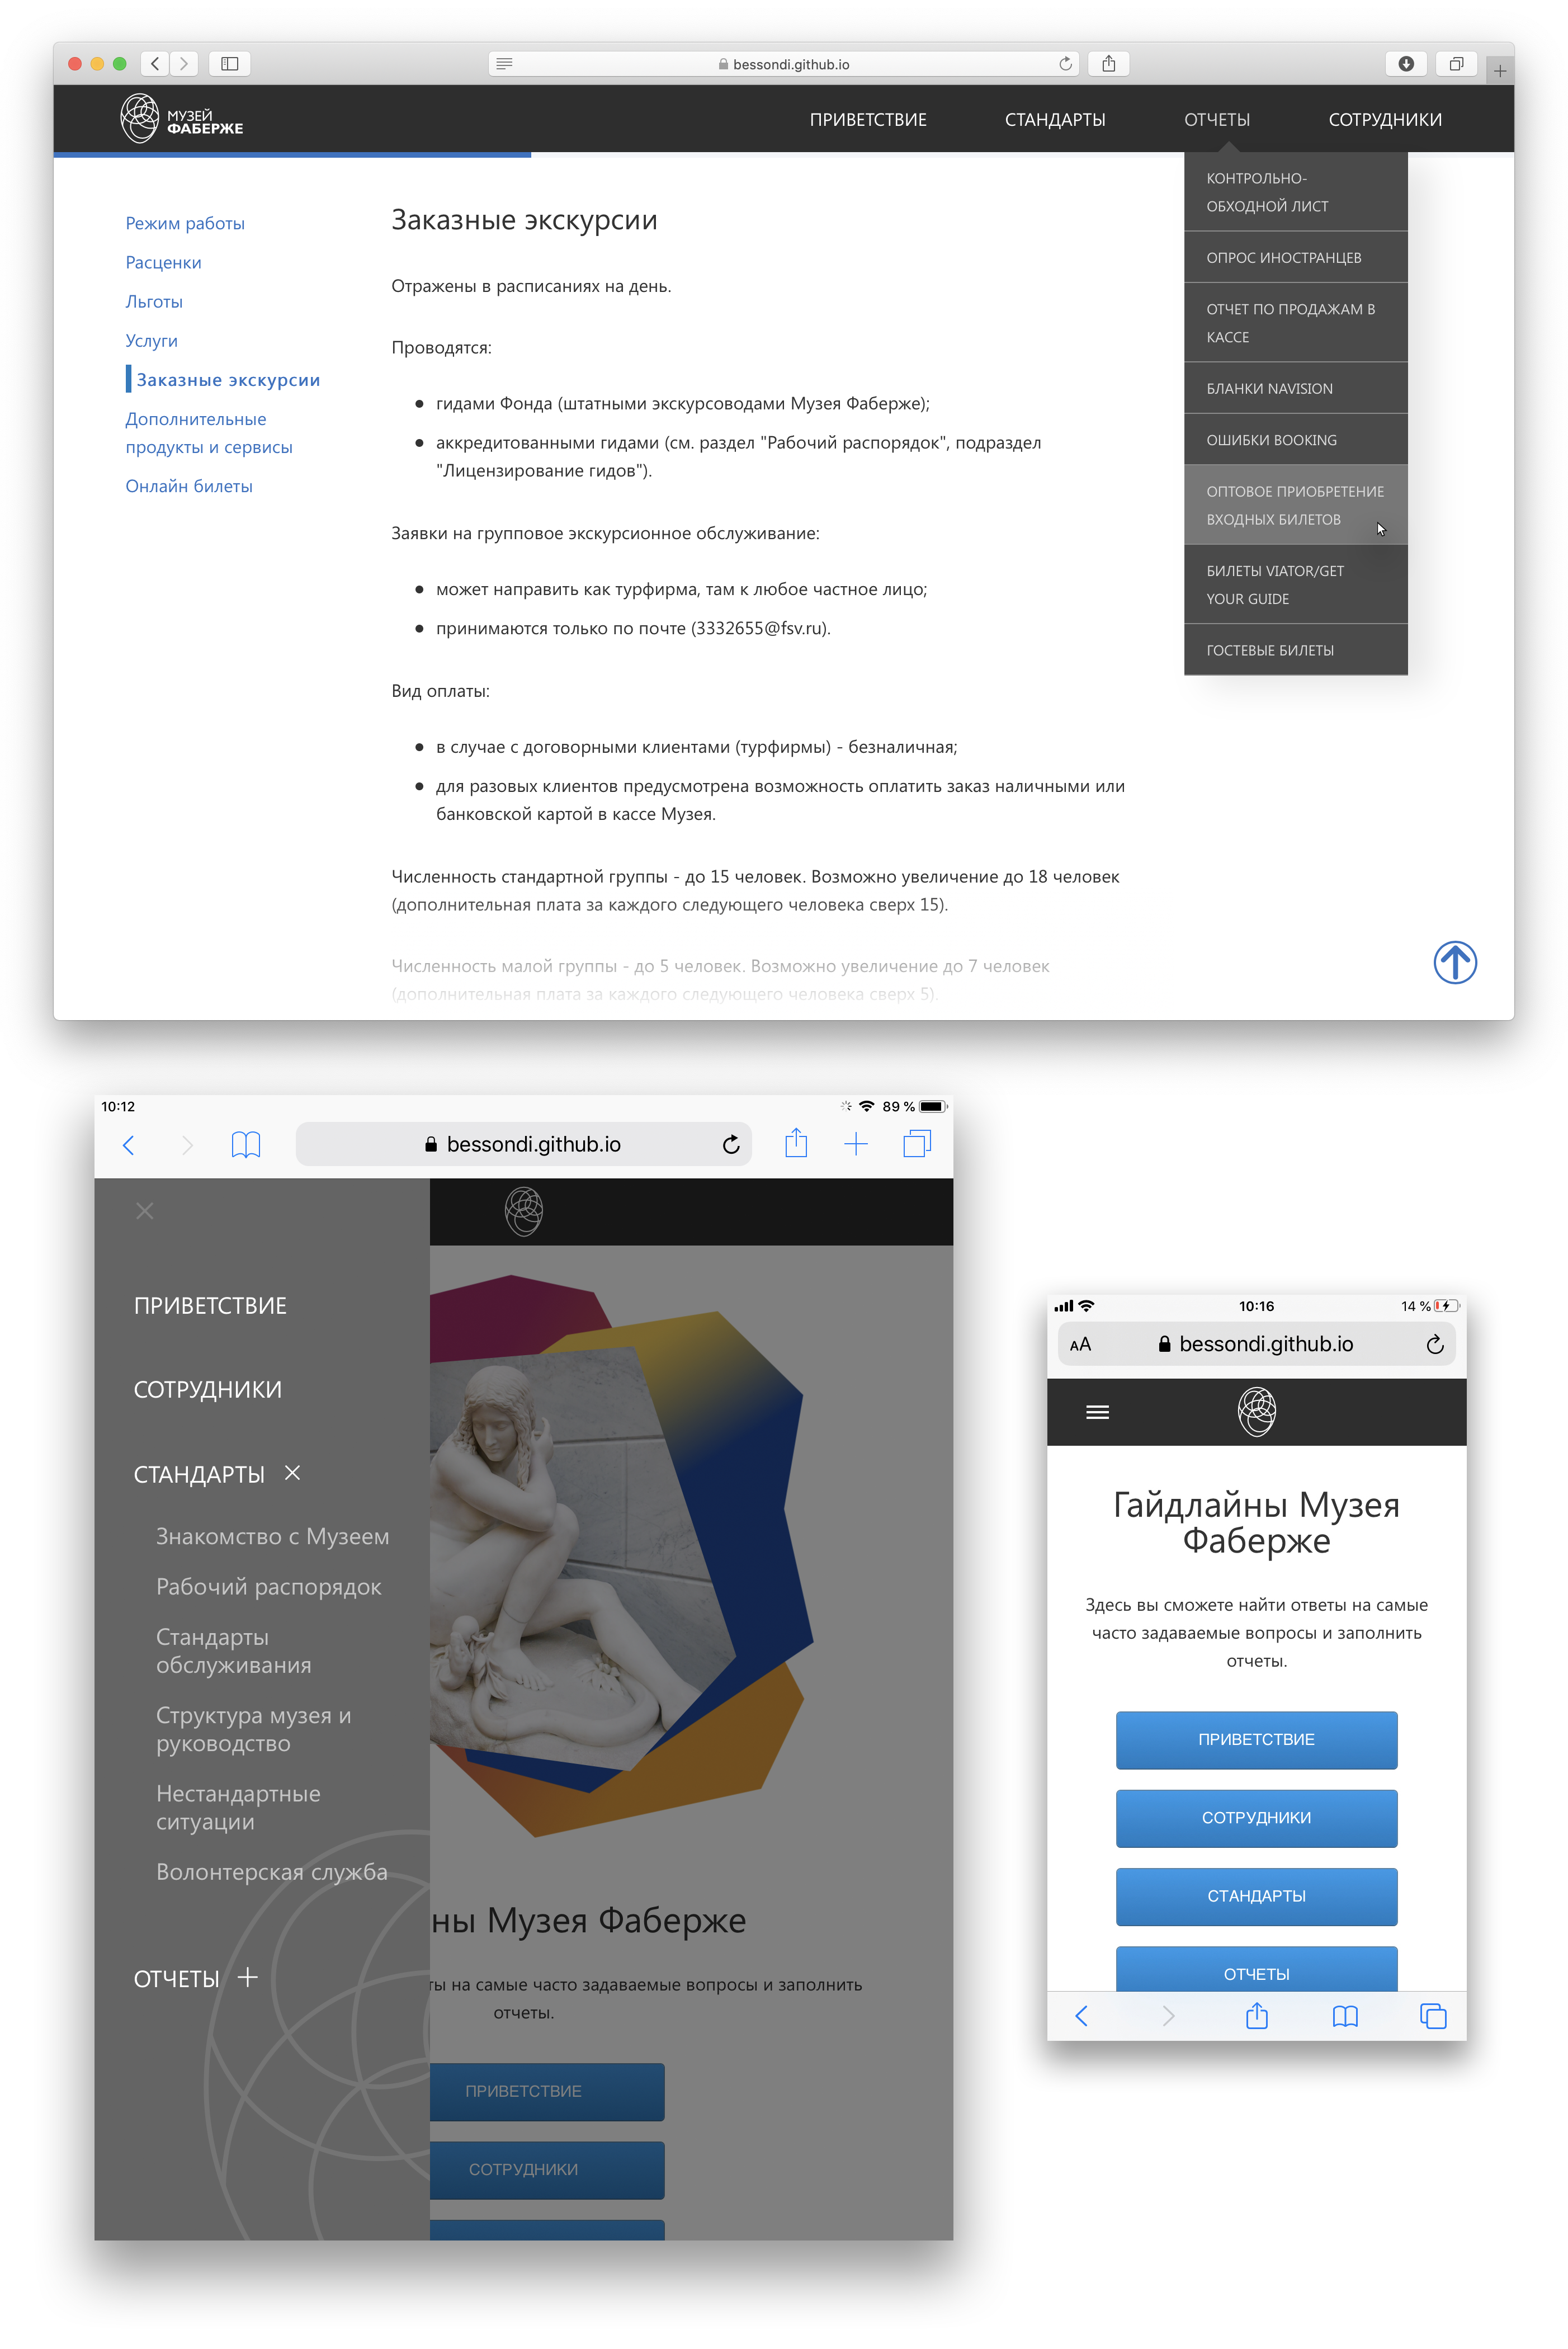 bessondi.github.io
МУЗЕЙ
ФАБЕРЖЕ
ПРИВЕТСТВИЕ
СТАНДАРТЫ
ОТЧЕТЫ
СОТРУДНИКИ
КОНТРОЛЬНО-
ОБХОДНОЙ ЛИСТ
ОПРОС ИНОСТРАНЦЕВ
ОТЧЕТ ПО ПРОДАЖАМ В
КАССЕ
БЛАНКИ NAVISION
ОШИБКИ BOOKING
ОПТОВОЕ ПРИОБРЕТЕНИЕ
ВХОДНЫХ БИЛЕТОВ
БИЛЕТЫ VIATOR/GET
YOUR GUIDE
ГОСТЕВЫЕ БИЛЕТЫ
Режим работы
Расценки
Льготы
Услуги
Заказные экскурсии
Дополнительные
продукты и сервисы
Онлайн билеты
Заказные экскурсии
Отражены в расписаниях на день.
Проводятся:
● гидами Фонда (штатными экскурсоводами Музея Фаберже);
● аккредитованными гидами (см. раздел "Рабочий распорядок", подраздел
"Лицензирование гидов").
Заявки на групповое экскурсионное обслуживание:
● может направить как турфирма, там к любое частное лицо;
● принимаются только по почте (3332655@fsv.ru).
Вид оплаты:
● в случае с договорными клиентами (турфирмы) - безналичная;
● для разовых клиентов предусмотрена возможность оплатить заказ наличными или
банковской картой в кассе Музея.
Численность стандартной группы - до 15 человек. Возможно увеличение до 18 человек
(дополнительная плата за каждого следующего человека сверх 15).
Численность малой группы - до 5 человек. Возможно увеличение до 7 человек
(дополнительная плата за каждого следующего человека сверх 5).
10:12
89 %
bessondi.github.io
ПРИВЕТСТВИЕ
СОТРУДНИКИ
СТАНДАРТЫ
Знакомство с Музеем
Рабочий распорядок
Стандарты
обслуживания
Структура музея и
руководство
Нестандартные
ситуации
Волонтерская служба
ОТЧЕТЫ
ны Музея Фаберже
ты на самые часто задаваемые вопросы и заполнить
отчеты.
ПРИВЕТСТВИЕ
СОТРУДНИКИ
10:16
14 %
AA
bessondi.github.io
Гайдлайны Музея
Фаберже
Здесь вы сможете найти ответы на самые
часто задаваемые вопросы и заполнить
отчеты.
ПРИВЕТСТВИЕ
СОТРУДНИКИ
СТАНДАРТЫ
ОТЧЕТЫ